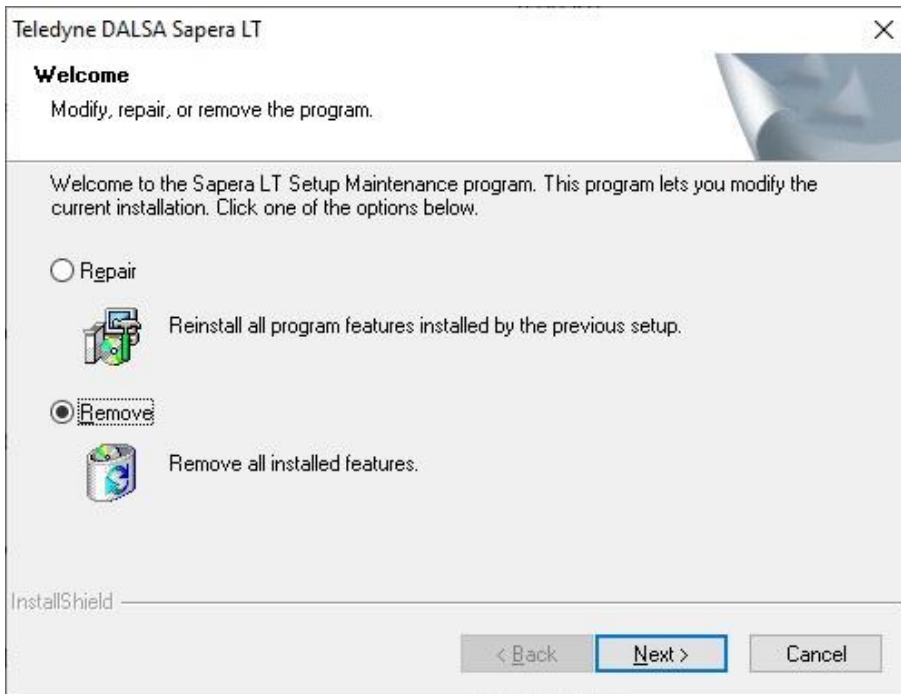 Teledyne DALSA Sapera LT
Welcome
Modify, repair, or remove the program.
Welcome to the Sapera LT Setup Maintenance program. This program lets you modify the
current installation. Click one of the options below.
Repair
Reinstall all program features installed by the previous setup.
Remove
Remove all installed features.
InstallShield
< Back
Next >
Cancel